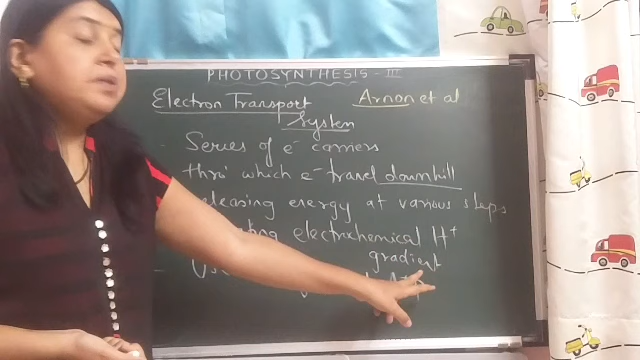 PHOTOSYNTHESIS - III
Electron Transport Arnon et al
System
Series of e⁻ carriers
thro' which e⁻ travel downhill
releasing energy at various steps
electrochemical H⁺
gradient